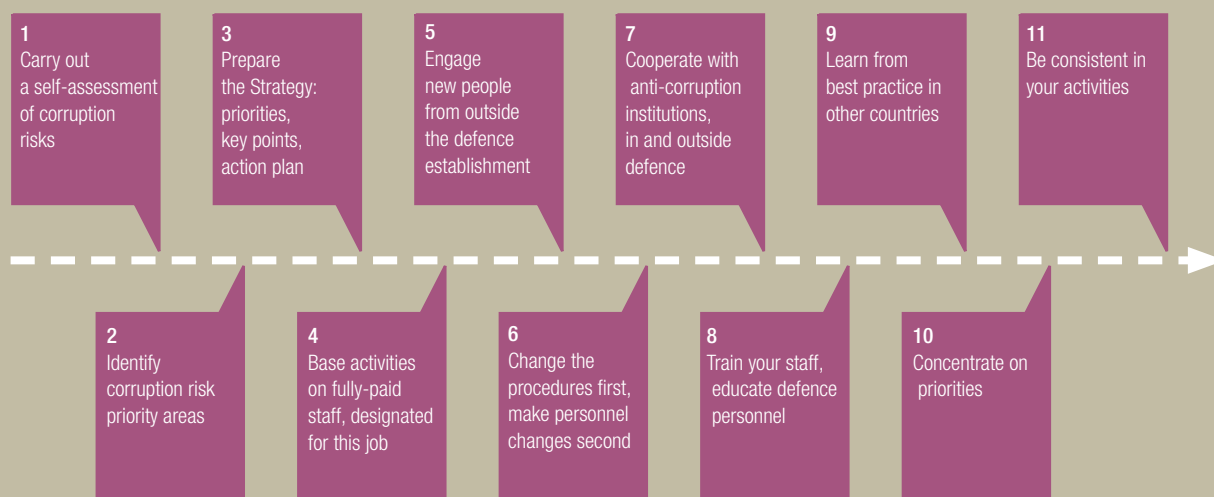 1
Carry out
a self-assessment
of corruption
risks
2
Identify
corruption risk
priority areas
3
Prepare
the Strategy:
priorities,
key points,
action plan
4
Base activities
on fully-paid
staff, designated
for this job
5
Engage
new people
from outside
the defence
establishment
6
Change the
procedures first,
make personnel
changes second
7
Cooperate with
anti-corruption
institutions,
in and outside
defence
8
Train your staff,
educate defence
personnel
9
Learn from
best practice in
other countries
10
Concentrate on
priorities
11
Be consistent in
your activities